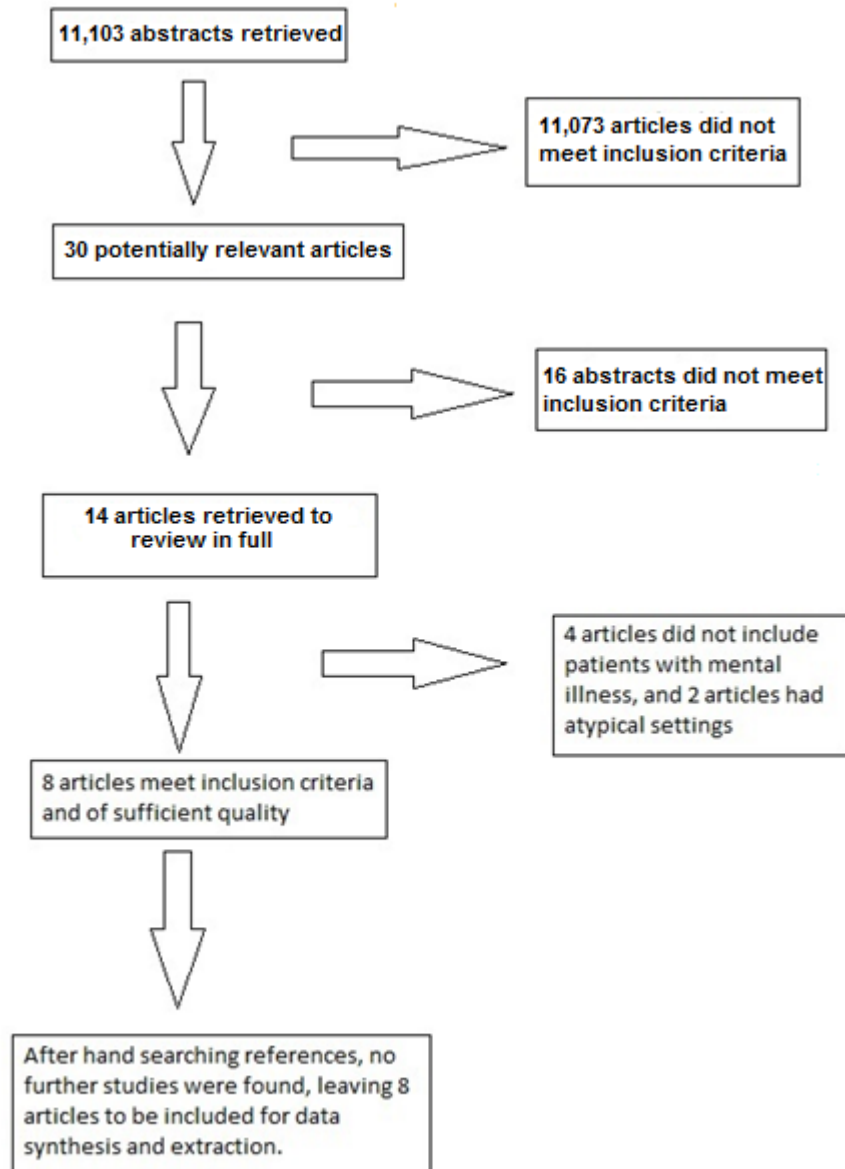 11,103 abstracts retrieved
11,073 articles did not
meet inclusion criteria
30 potentially relevant articles
16 abstracts did not meet
inclusion criteria
14 articles retrieved to
review in full
4 articles did not include
patients with mental
illness, and 2 articles had
atypical settings
8 articles meet inclusion criteria
and of sufficient quality
After hand searching references, no
further studies were found, leaving 8
articles to be included for data
synthesis and extraction.